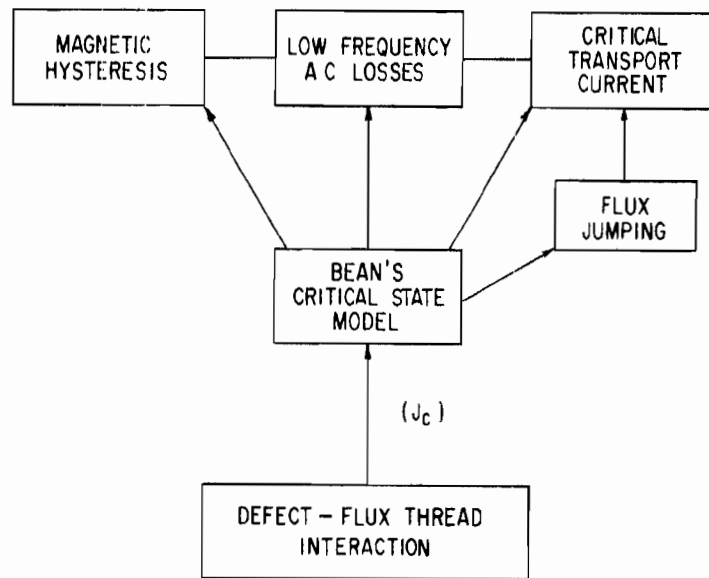 MAGNETIC
HYSTERESIS
LOW FREQUENCY
A C LOSSES
CRITICAL
TRANSPORT
CURRENT
FLUX
JUMPING
BEAN'S
CRITICAL STATE
MODEL
(Jc)
DEFECT – FLUX THREAD
INTERACTION